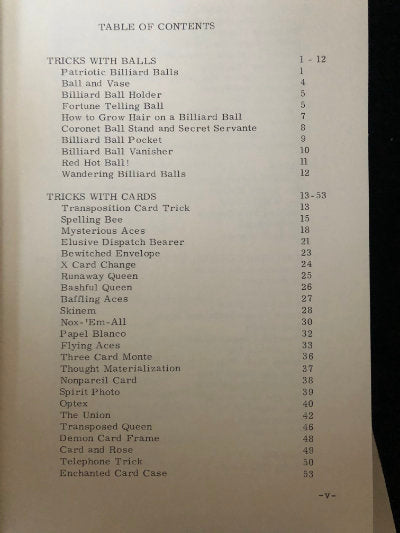 TABLE OF CONTENTS
TRICKS WITH BALLS 1 - 12
Patriotic Billiard Balls 1
Ball and Vase 4
Billiard Ball Holder 5
Fortune Telling Ball 5
How to Grow Hair on a Billiard Ball 7
Coronet Ball Stand and Secret Servante 8
Billiard Ball Pocket 9
Billiard Ball Vanisher 10
Red Hot Ball! 11
Wandering Billiard Balls 12
TRICKS WITH CARDS 13-53
Transposition Card Trick 13
Spelling Bee 15
Mysterious Aces 18
Elusive Dispatch Bearer 21
Bewitched Envelope 23
X Card Change 24
Runaway Queen 25
Bashful Queen 26
Baffling Aces 27
Skinem 28
Nox-'Em-All 30
Papel Blanco 32
Flying Aces 33
Three Card Monte 36
Thought Materialization 37
Nonpareil Card 38
Spirit Photo 39
Optex 40
The Union 42
Transposed Queen 46
Demon Card Frame 48
Card and Rose 49
Telephone Trick 50
Enchanted Card Case 53
-v-